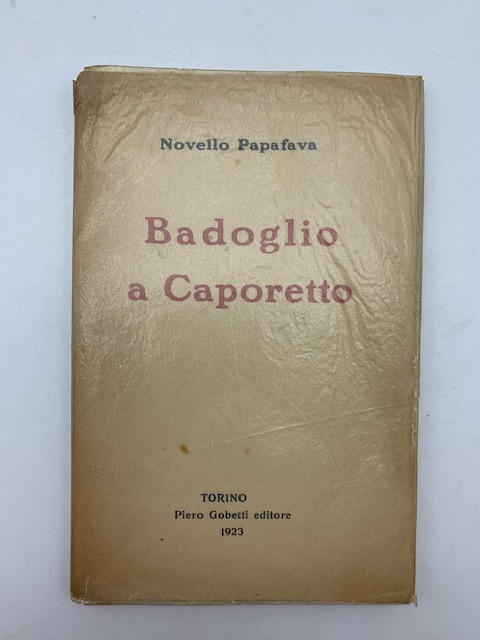 Novello Papafava
Badoglio
a Caporetto
TORINO
Piero Gobetti editore
1923